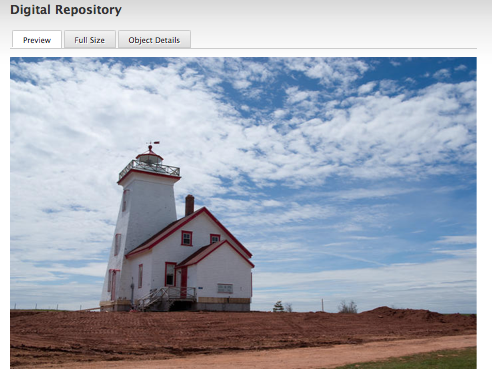 Digital Repository
Preview
Full Size
Object Details